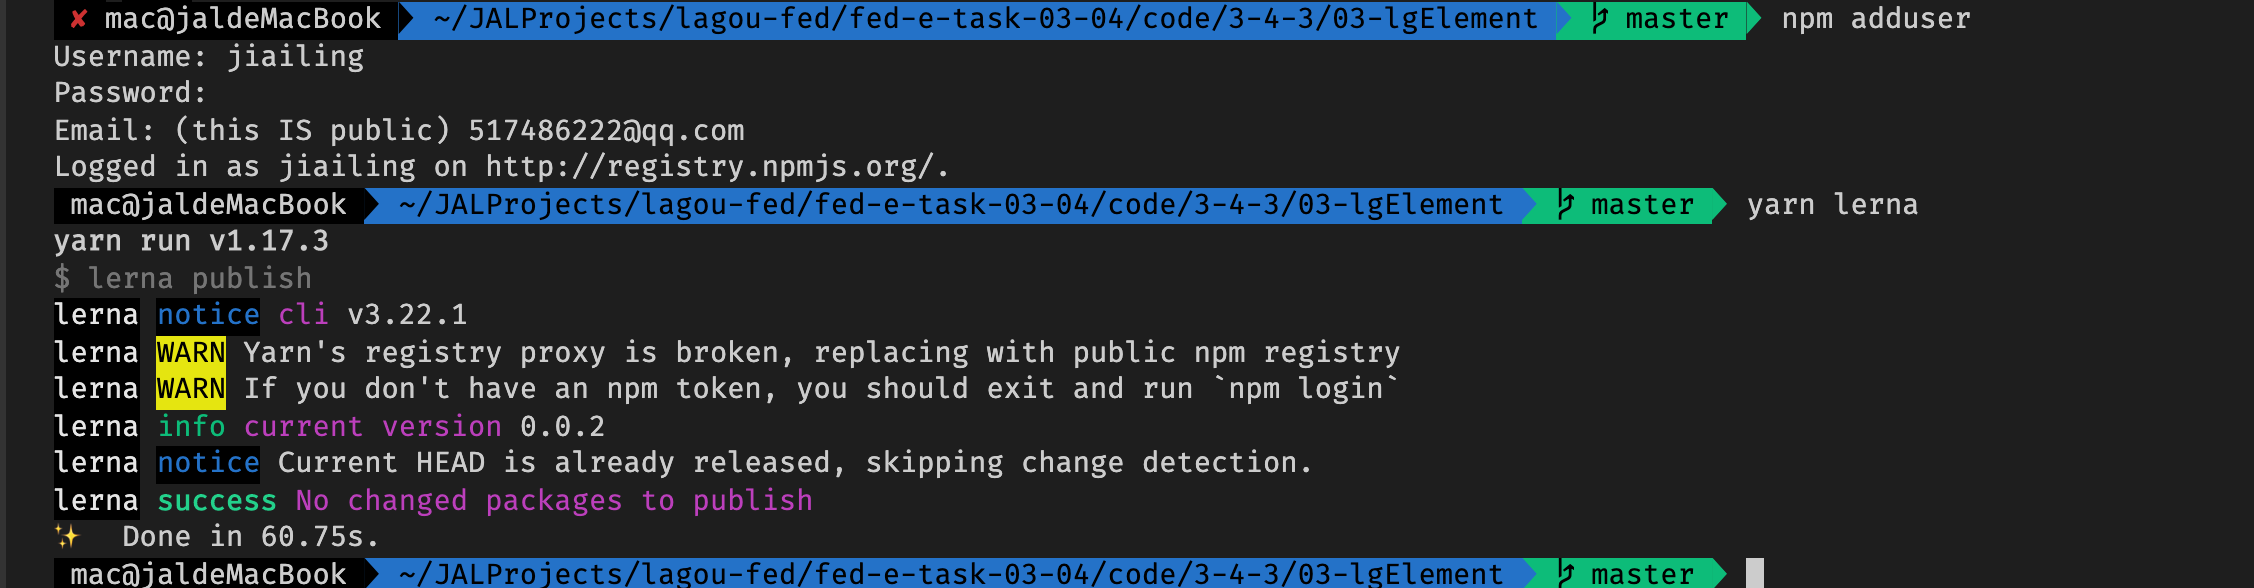 ✘ mac@jaldeMacBook ~/JALProjects/lagou-fed/fed-e-task-03-04/code/3-4-3/03-lgElement master npm adduser
Username: jiailing
Password:
Email: (this IS public) 517486222@qq.com
Logged in as jiailing on http://registry.npmjs.org/.
mac@jaldeMacBook ~/JALProjects/lagou-fed/fed-e-task-03-04/code/3-4-3/03-lgElement master yarn lerna
yarn run v1.17.3
$ lerna publish
lerna notice cli v3.22.1
lerna WARN Yarn's registry proxy is broken, replacing with public npm registry
lerna WARN If you don't have an npm token, you should exit and run `npm login`
lerna info current version 0.0.2
lerna notice Current HEAD is already released, skipping change detection.
lerna success No changed packages to publish
✨ Done in 60.75s.
mac@jaldeMacBook ~/JALProjects/lagou-fed/fed-e-task-03-04/code/3-4-3/03-lgElement master